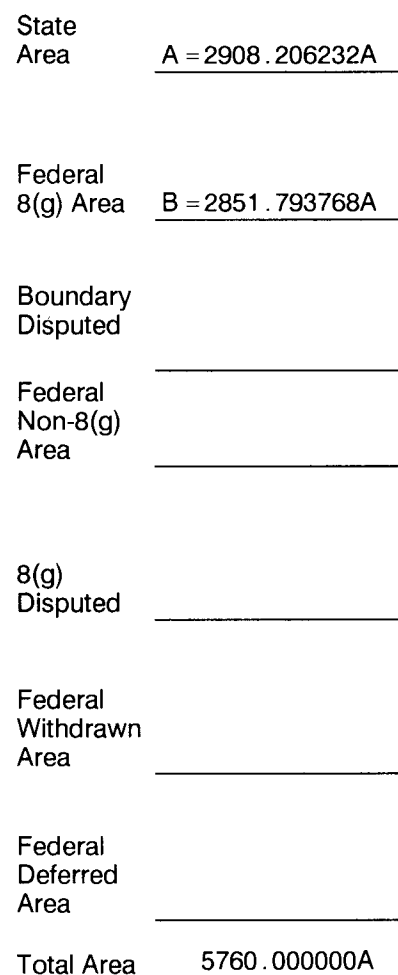 State
Area A = 2908.206232A
Federal
8(g) Area B = 2851.793768A
Boundary
Disputed
Federal
Non-8(g)
Area
8(g)
Disputed
Federal
Withdrawn
Area
Federal
Deferred
Area
Total Area 5760.000000A